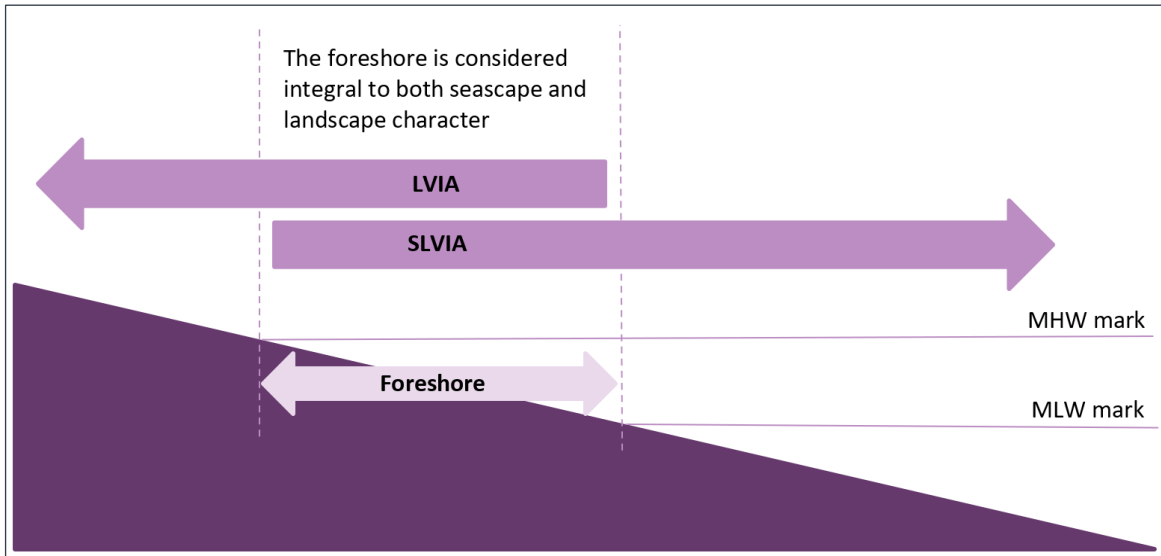 The foreshore is considered
integral to both seascape and
landscape character
LVIA
SLVIA
MHW mark
Foreshore
MLW mark